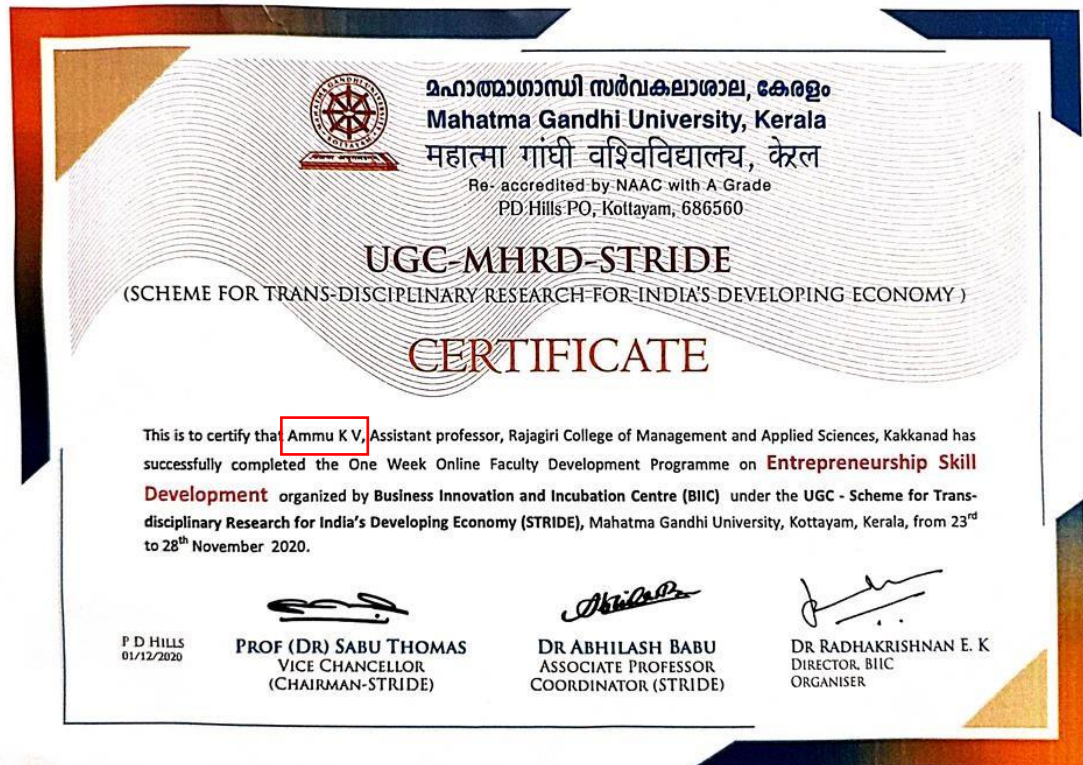 MAHATMA GANDHI UNIVERSITY
KOTTAYAM
മഹാത്മാഗാന്ധി സർവകലാശാല, കേരളം
Mahatma Gandhi University, Kerala
महात्मा गांधी वश्विवद्यिालय, केरल
Re- accredited by NAAC with A Grade
PD Hills PO, Kottayam, 686560
UGC-MHRD-STRIDE
(SCHEME FOR TRANS-DISCIPLINARY RESEARCH FOR INDIA'S DEVELOPING ECONOMY )
CERTIFICATE
This is to certify that Ammu K V, Assistant professor, Rajagiri College of Management and Applied Sciences, Kakkanad has
successfully completed the One Week Online Faculty Development Programme on Entrepreneurship Skill
Development organized by Business Innovation and Incubation Centre (BIIC) under the UGC - Scheme for Trans-
disciplinary Research for India's Developing Economy (STRIDE), Mahatma Gandhi University, Kottayam, Kerala, from 23rd
to 28th November 2020.
P D HILLS
01/12/2020
PROF (DR) SABU THOMAS
VICE CHANCELLOR
(CHAIRMAN-STRIDE)
DR ABHILASH BABU
ASSOCIATE PROFESSOR
COORDINATOR (STRIDE)
DR RADHAKRISHNAN E. K
DIRECTOR, BIIC
ORGANISER